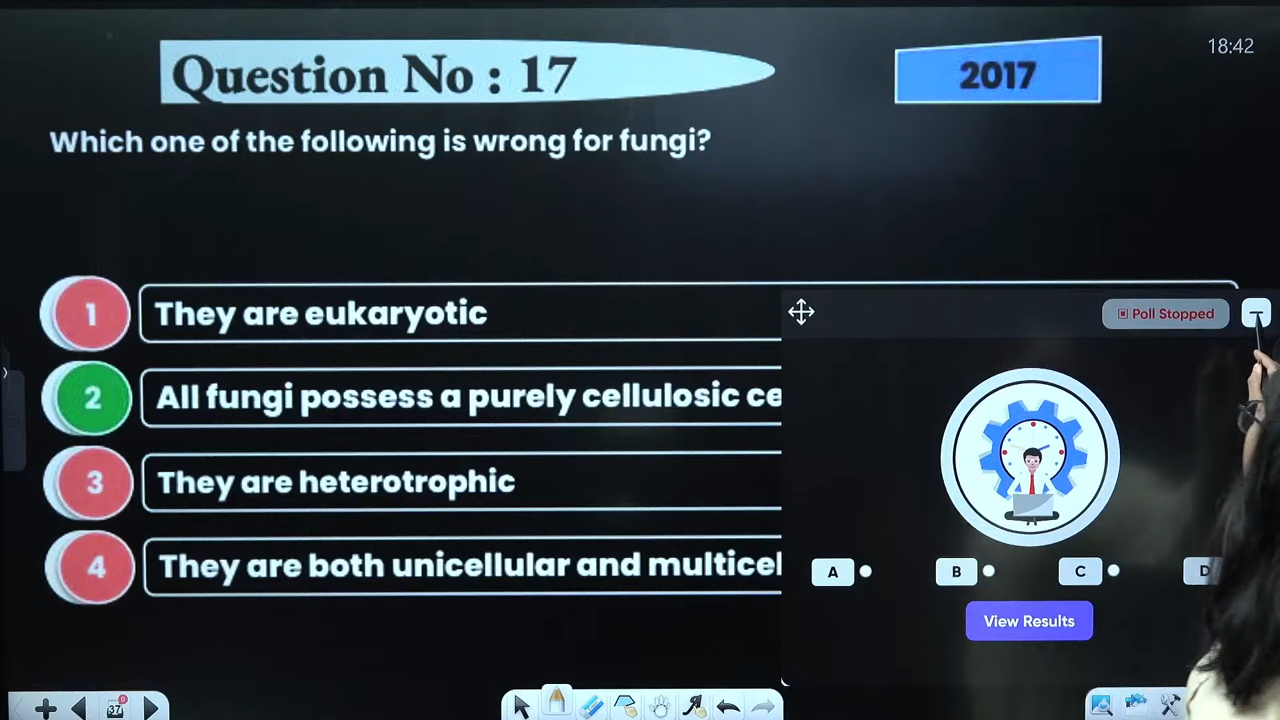 Question No : 17
2017
18:42
Which one of the following is wrong for fungi?
1 They are eukaryotic
Poll Stopped
2 All fungi possess a purely cellulosic ce
3 They are heterotrophic
4 They are both unicellular and multicel
A B C D
View Results
37